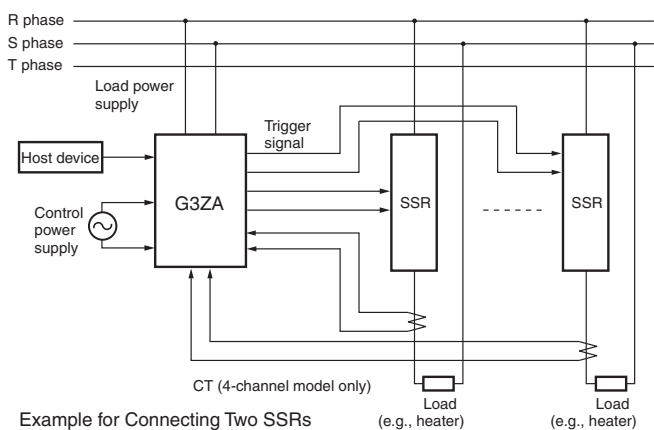 R phase
S phase
T phase
Load power
supply
Trigger
signal
Host device
G3ZA
SSR
SSR
Control
power
supply
CT (4-channel model only)
Load
(e.g., heater)
Load
(e.g., heater)
Example for Connecting Two SSRs